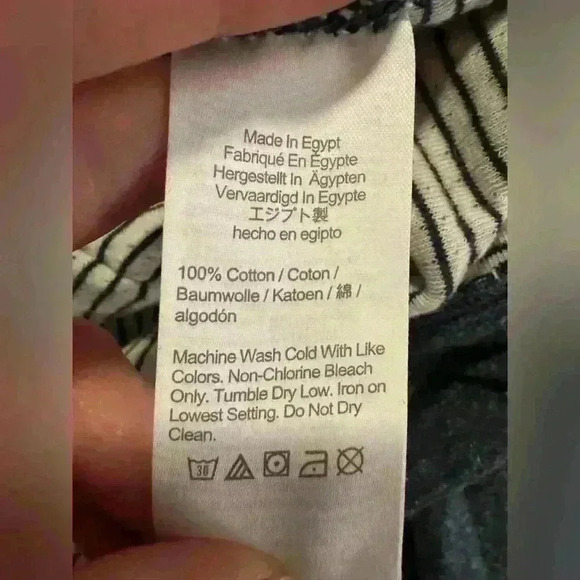 Made In Egypt
Fabriqué En Égypte
Hergestellt In Ägypten
Vervaardigd In Egypte
エジプト製
hecho en egipto
100% Cotton / Coton /
Baumwolle / Katoen / 綿 /
algodón
Machine Wash Cold With Like
Colors. Non-Chlorine Bleach
Only. Tumble Dry Low. Iron on
Lowest Setting. Do Not Dry
Clean.
30